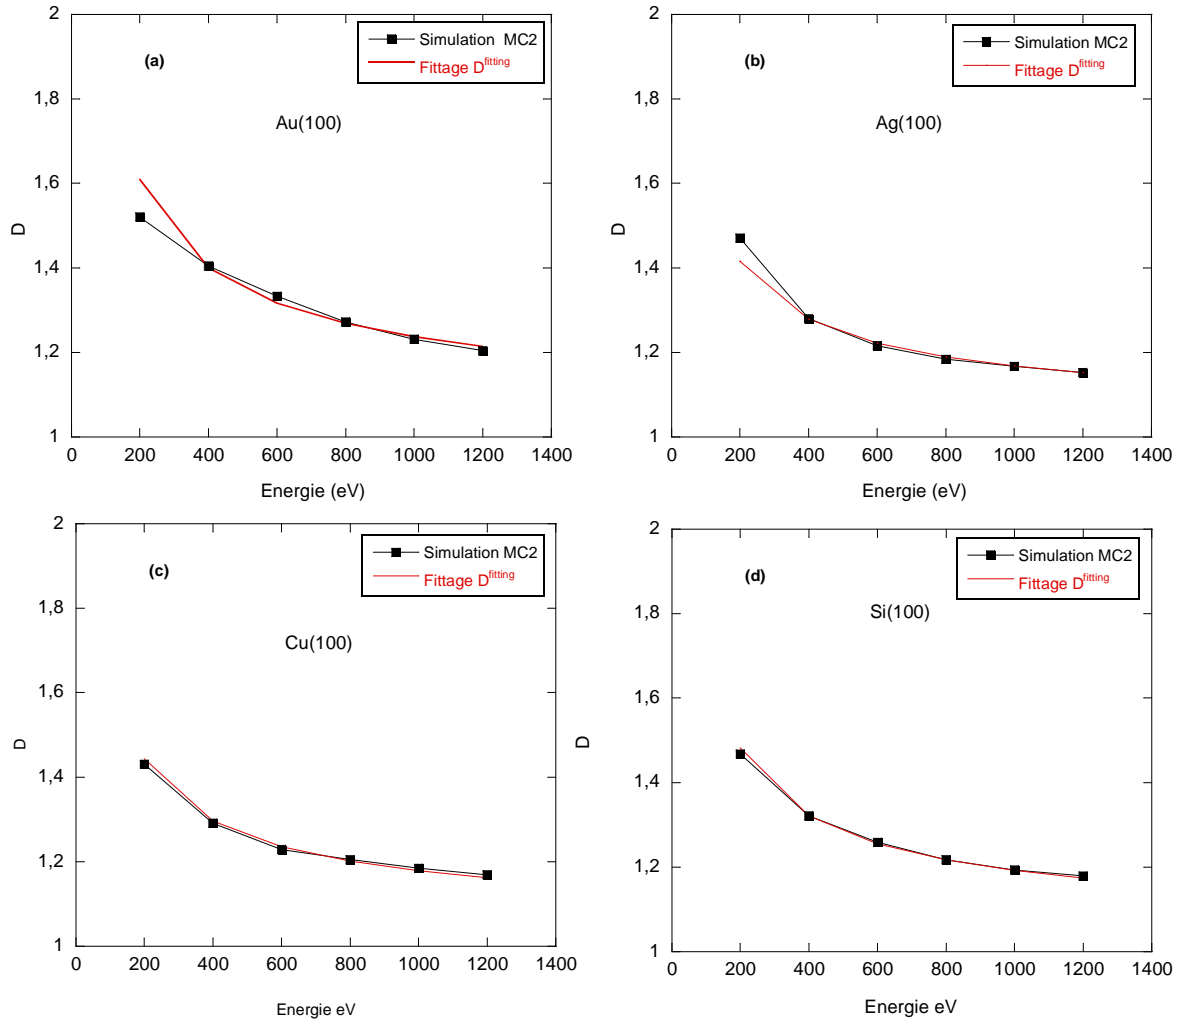 (a)
Simulation MC2
Fittage D^fitting
Au(100)
2
1,8
1,6
1,4
1,2
1
D
0 200 400 600 800 1000 1200 1400
Energie (eV)
(b)
Simulation MC2
Fittage D^fitting
Ag(100)
2
1,8
1,6
1,4
1,2
1
D
0 200 400 600 800 1000 1200 1400
Energie (eV)
(c)
Simulation MC2
Fittage D^fitting
Cu(100)
2
1,8
1,6
1,4
1,2
1
D
0 200 400 600 800 1000 1200 1400
Energie eV
(d)
Simulation MC2
Fittage D^fitting
Si(100)
2
1,8
1,6
1,4
1,2
1
D
0 200 400 600 800 1000 1200 1400
Energie eV